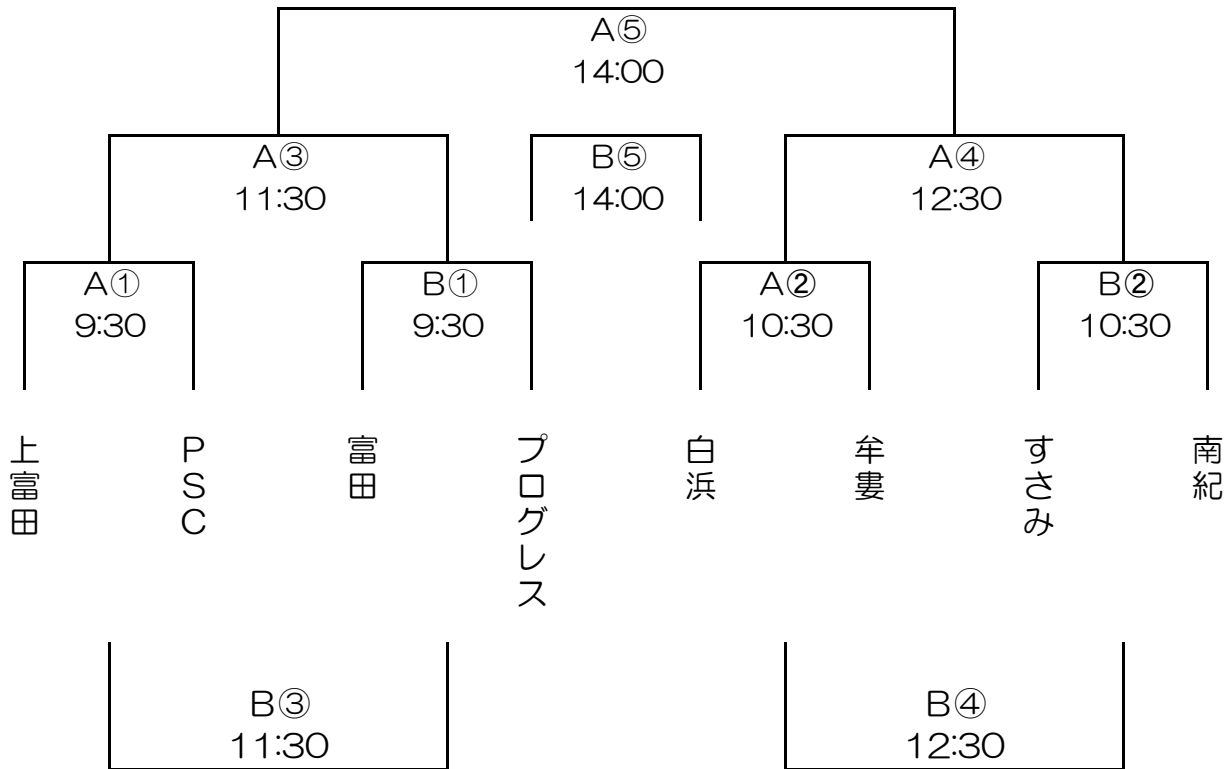 A⑤
14:00
A③
11:30
B⑤
14:00
A④
12:30
A①
9:30
B①
9:30
A②
10:30
B②
10:30
上富田
PSC
富田
プログレス
白浜
牟婁
すさみ
南紀
B③
11:30
B④
12:30